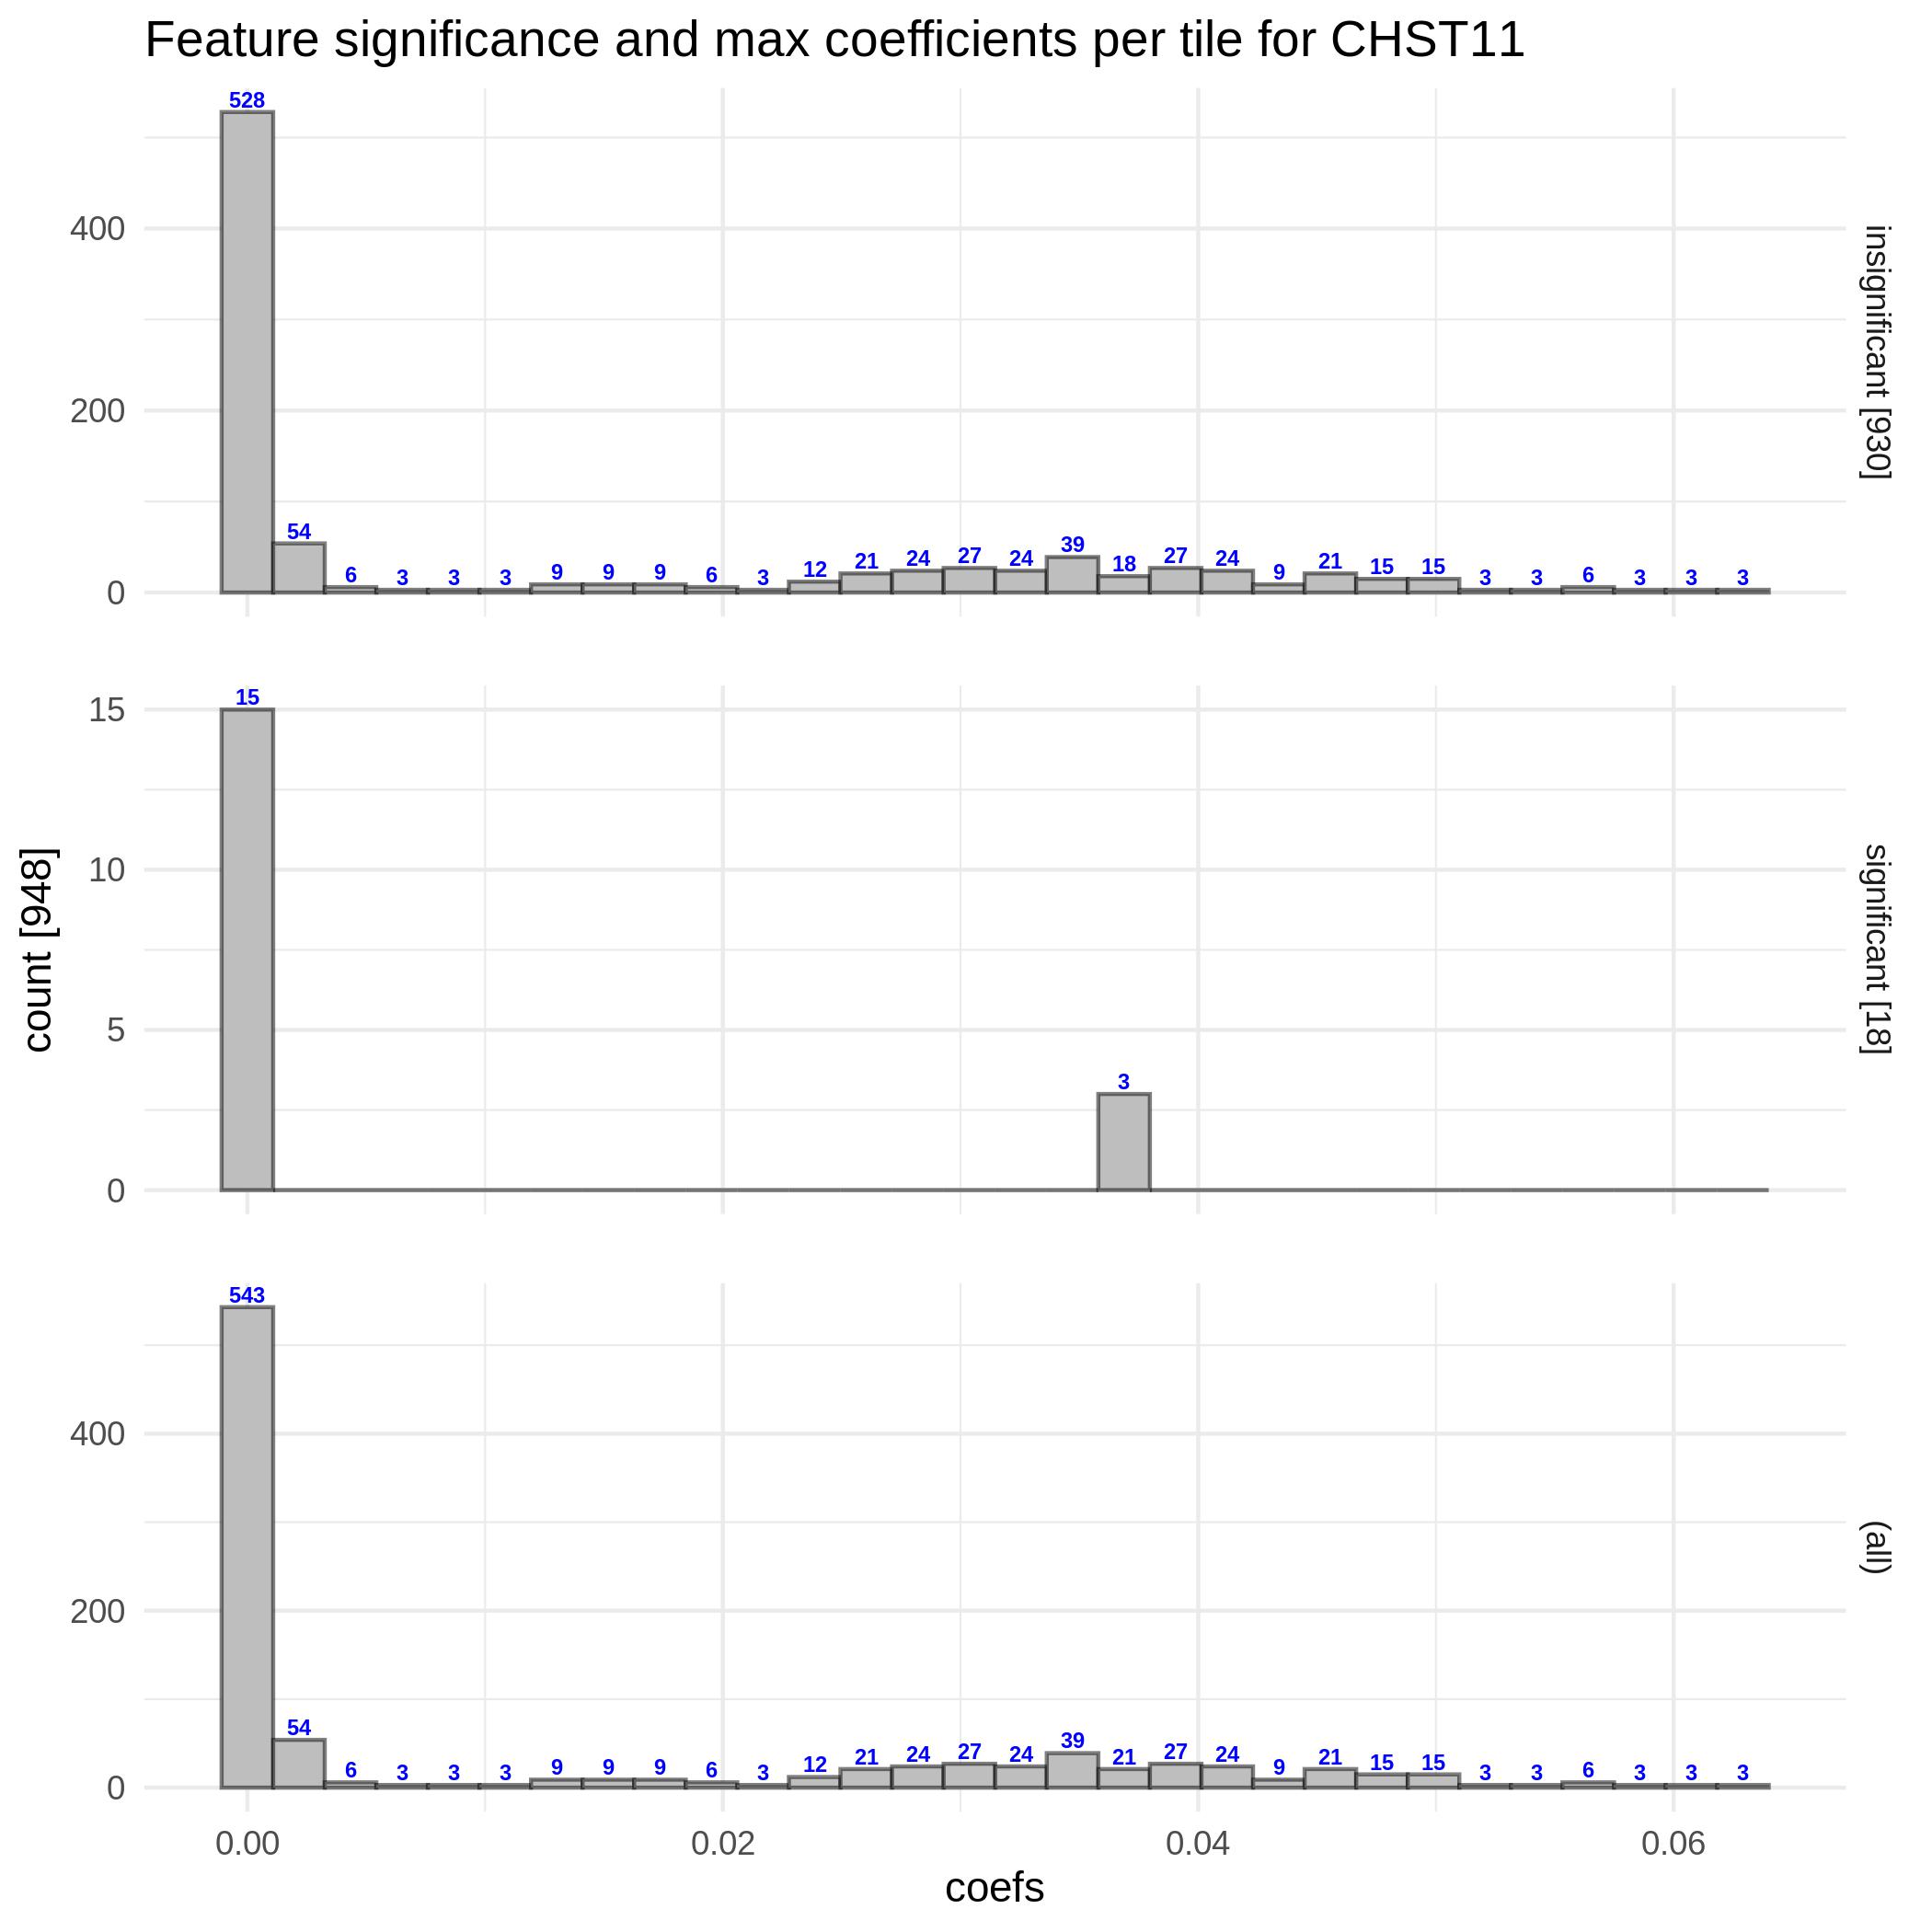 Feature significance and max coefficients per tile for CHST11
528
54
6 3 3 3 9 9 9 6 3 12 21 24 27 24 39 18 27 24 9 21 15 15 3 3 6 3 3 3
400
200
0
insignificant [930]
15
3
15
10
5
0
significant [18]
count [948]
543
54
6 3 3 3 9 9 9 6 3 12 21 24 27 24 39 21 27 24 9 21 15 15 3 3 6 3 3 3
400
200
0
(all)
0.00 0.02 0.04 0.06
coefs